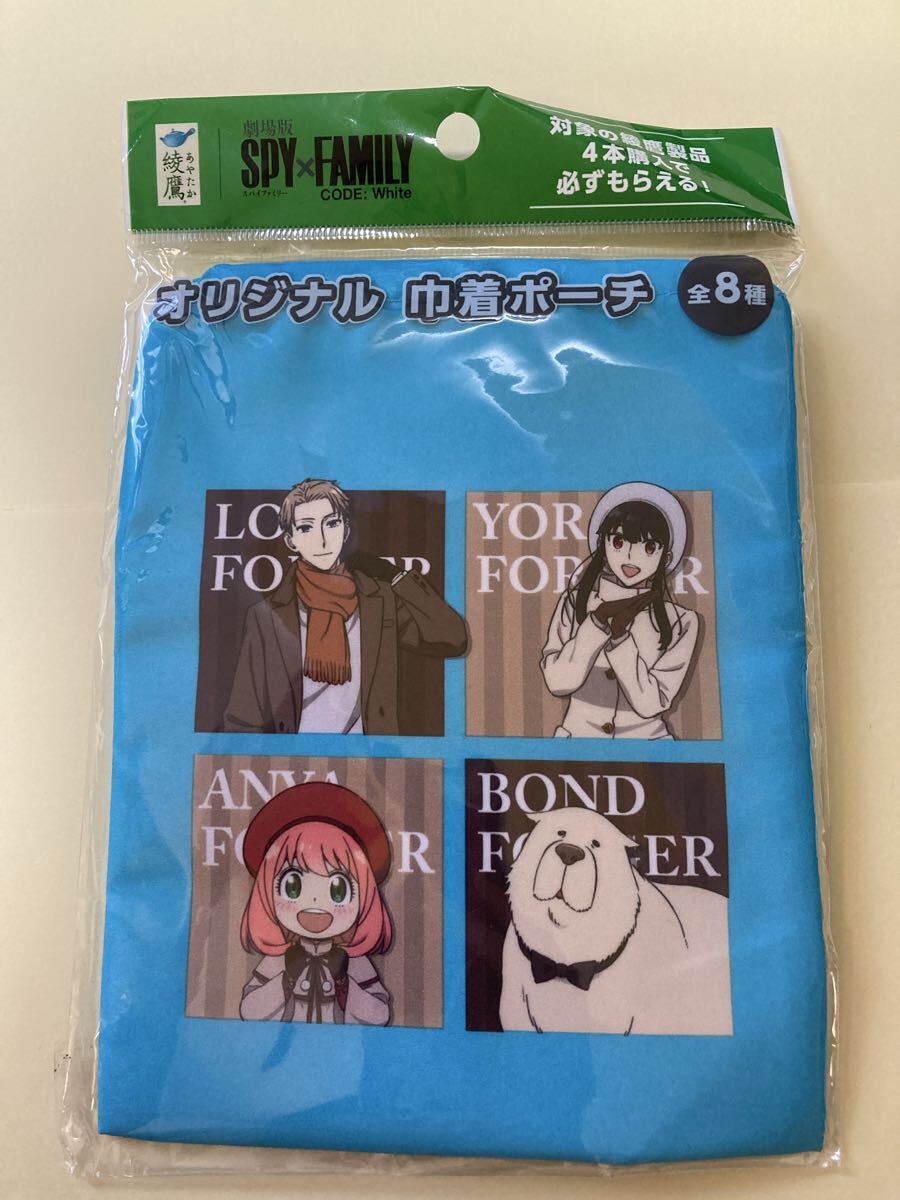 あやたか
綾鷹®
劇場版
SPY×FAMILY
スパイファミリー
CODE: White
対象の綾鷹製品
4本購入で
必ずもらえる!
オリジナル 巾着ポーチ
全8種
LO
FO ER
YOR
FOR ER
ANYA
FO ER
BOND
FO GER